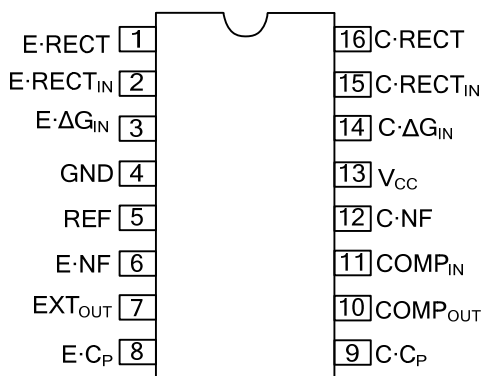 E·RECT 1 16 C·RECT
E·RECTIN 2 15 C·RECTIN
E·ΔGIN 3 14 C·ΔGIN
GND 4 13 VCC
REF 5 12 C·NF
E·NF 6 11 COMPIN
EXTOUT 7 10 COMPOUT
E·CP 8 9 C·CP